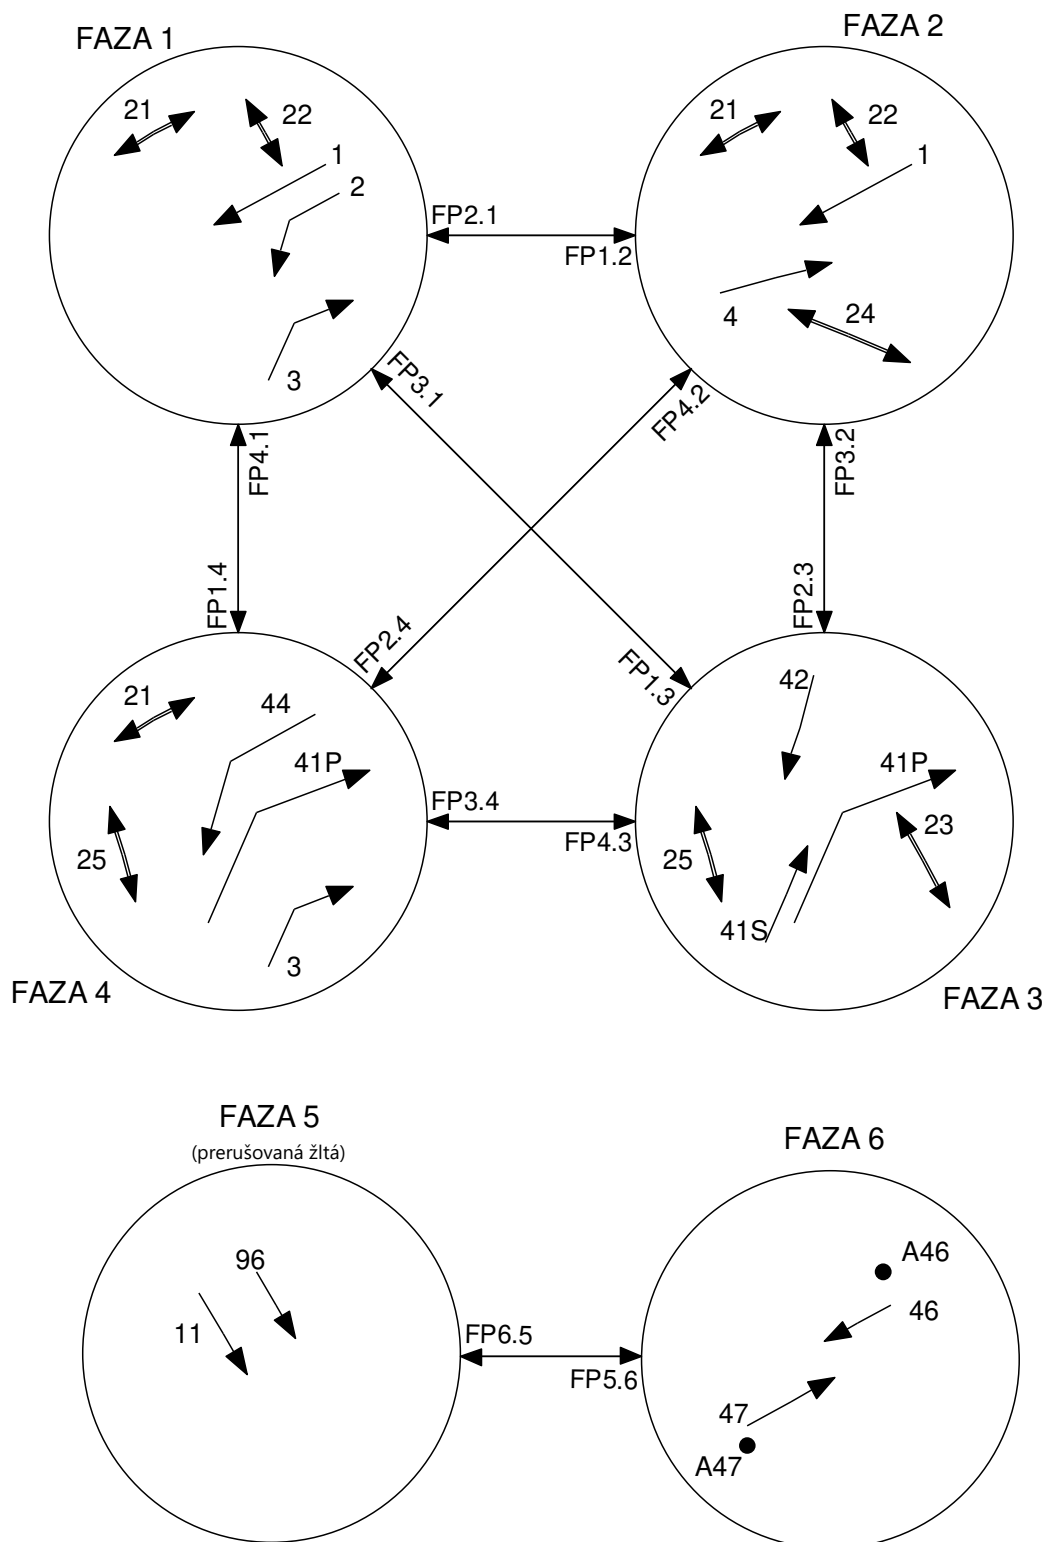 FAZA 1
21
22
1
2
3
FAZA 2
21
22
1
4
24
FP2.1
FP1.2
FP3.1
FP4.2
FP4.1
FP3.2
FP1.4
FP2.3
FP2.4
FP1.3
21
44
41P
25
3
FAZA 4
FP3.4
FP4.3
42
41P
25
23
41S
FAZA 3
FAZA 5
(prerušovaná žltá)
96
11
FP6.5
FP5.6
FAZA 6
A46
46
47
A47